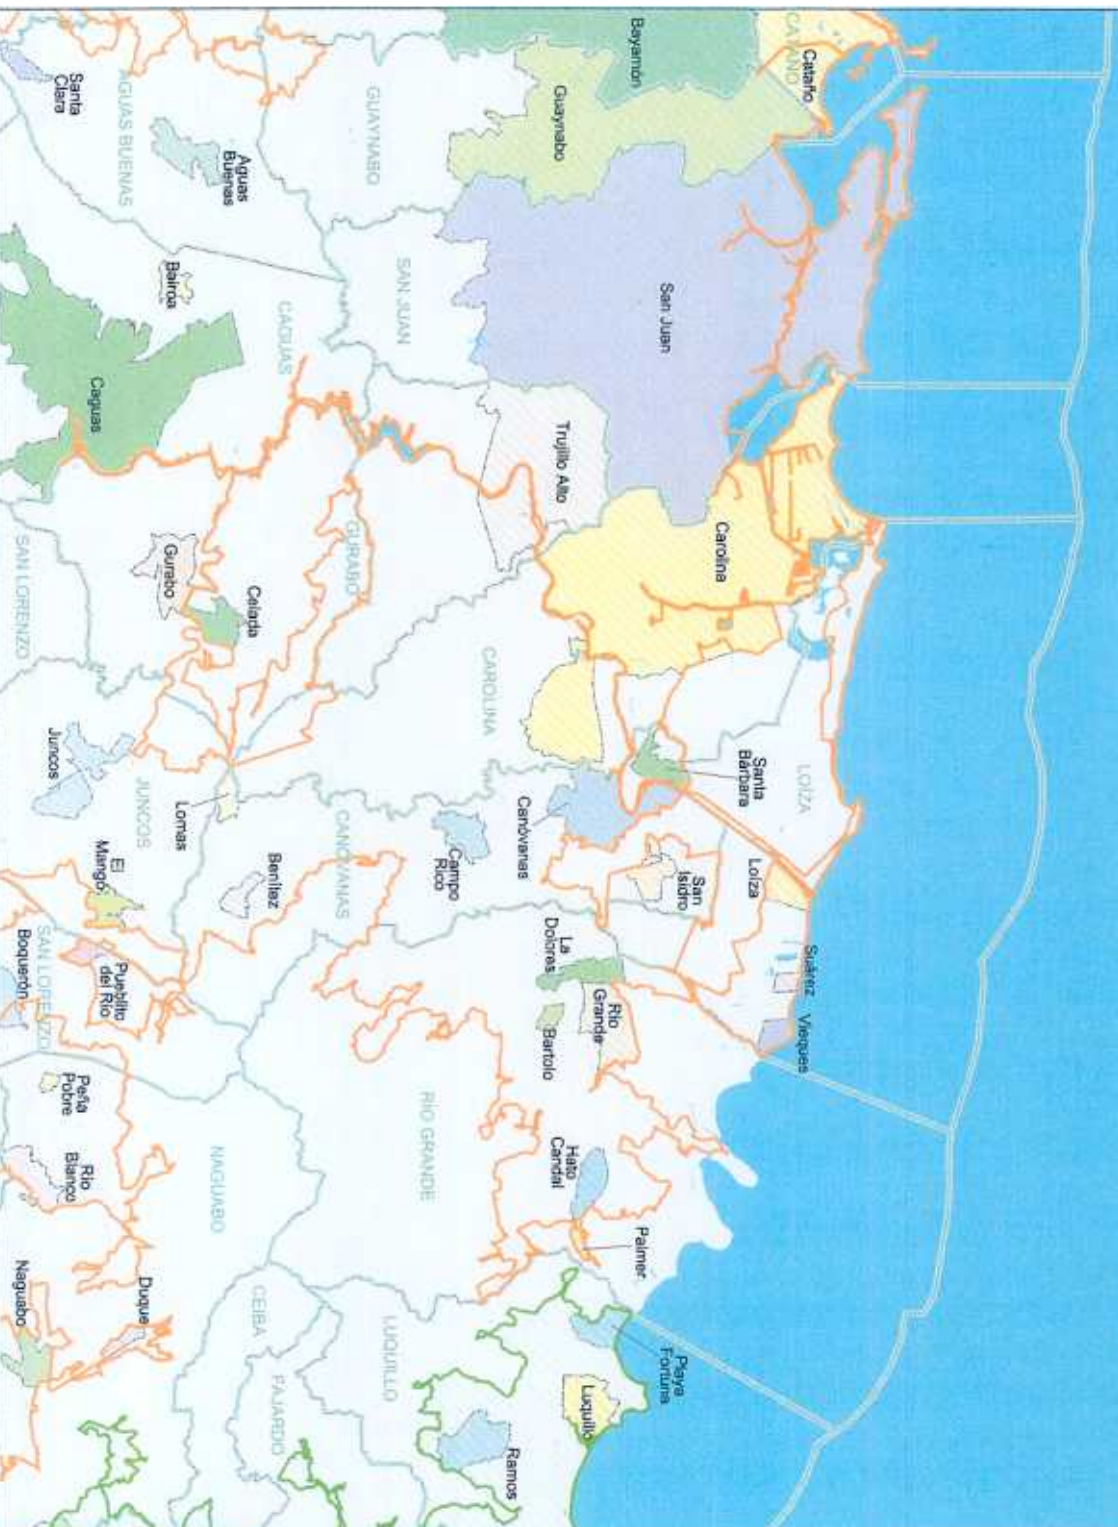 CATAÑO
Cataño
Bayamón
Guaynabo
GUAYNABO
AGUAS BUENAS
Santa
Clara
Aguas
Buenas
Bairoa
SAN JUAN
San Juan
CAGUAS
Caguas
Trujillo Alto
Carolina
CAROLINA
GURABO
Gurabo
Celada
SAN LORENZO
Juncos
JUNCOS
Lomas
LOÍZA
Santa
Bárbara
Canóvanas
CANÓVANAS
Campo
Rico
Benítez
San
Isidro
Loíza
Suárez
Vieques
La
Dolores
Río
Grande
Bartolo
El
Mangó
Pueblito
del Río
Boquerón
SAN LORENZO
Peña
Pobre
Río
Blanco
RÍO GRANDE
NAGUABO
Naguabo
Duque
Hato
Candal
Palmer
Playa
Fortuna
Luquillo
LUQUILLO
CEIBA
FAJARDO
Ramos